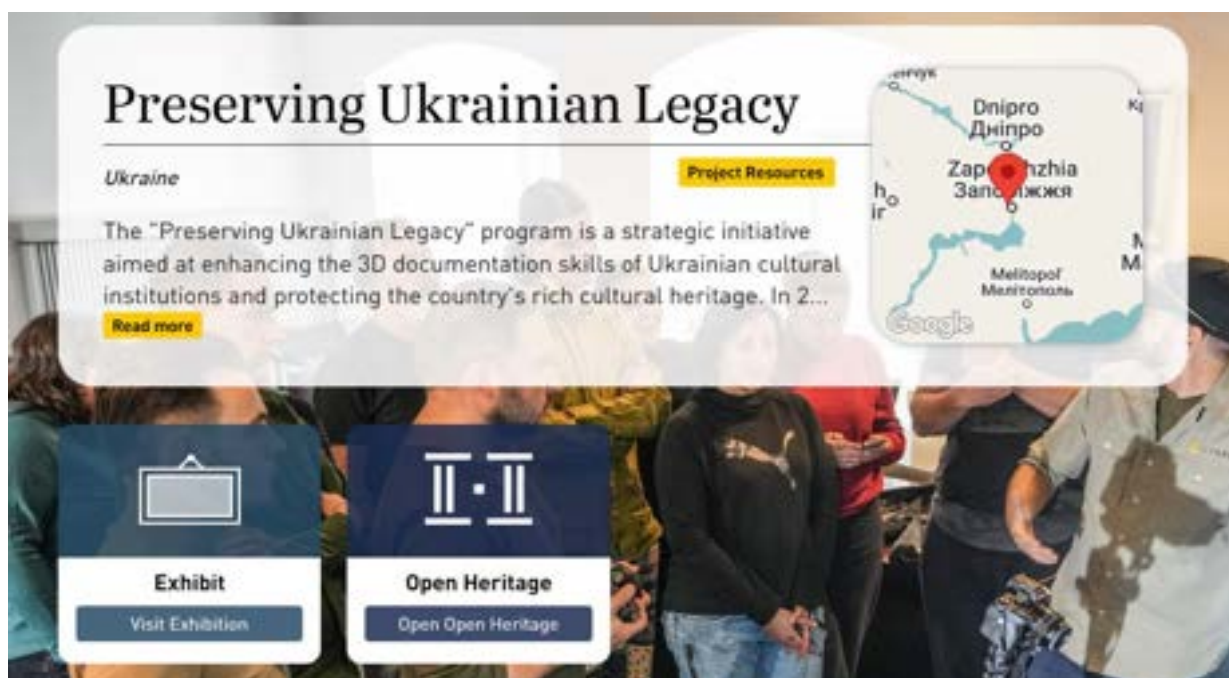 Preserving Ukrainian Legacy
Ukraine
Project Resources
The "Preserving Ukrainian Legacy" program is a strategic initiative
aimed at enhancing the 3D documentation skills of Ukrainian cultural
institutions and protecting the country's rich cultural heritage. In 2...
Read more
Dnipro
Дніпро
Melitopol'
Мелітополь
Google
Exhibit
Visit Exhibition
Open Heritage
Open Open Heritage